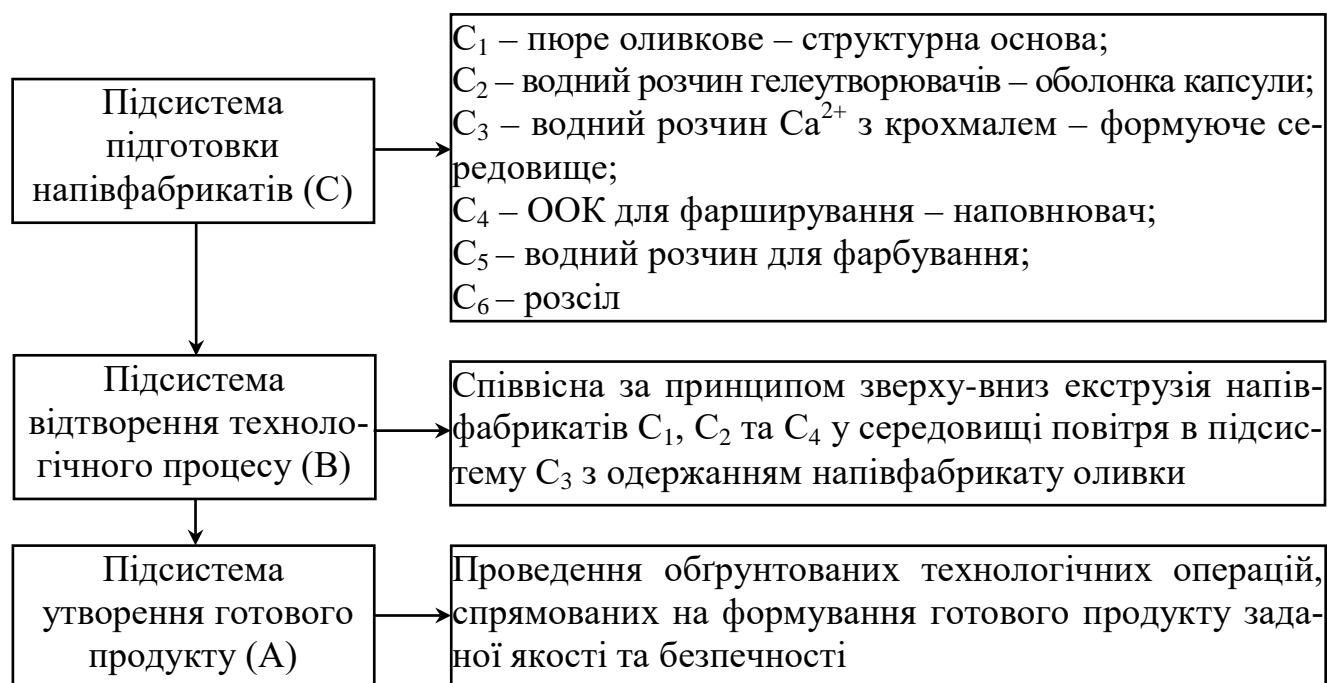 Підсистема
підготовки
напівфабрикатів (С)
С₁ – пюре оливкове – структурна основа;
С₂ – водний розчин гелеутворювачів – оболонка капсули;
С₃ – водний розчин Ca²⁺ з крохмалем – формуюче се-
редовище;
С₄ – ООК для фарширування – наповнювач;
С₅ – водний розчин для фарбування;
С₆ – розсіл
Підсистема
відтворення техноло-
гічного процесу (В)
Співвісна за принципом зверху-вниз екструзія напів-
фабрикатів С₁, С₂ та С₄ у середовищі повітря в підсис-
тему С₃ з одержанням напівфабрикату оливки
Підсистема
утворення готового
продукту (А)
Проведення обґрунтованих технологічних операцій,
спрямованих на формування готового продукту зада-
ної якості та безпечності